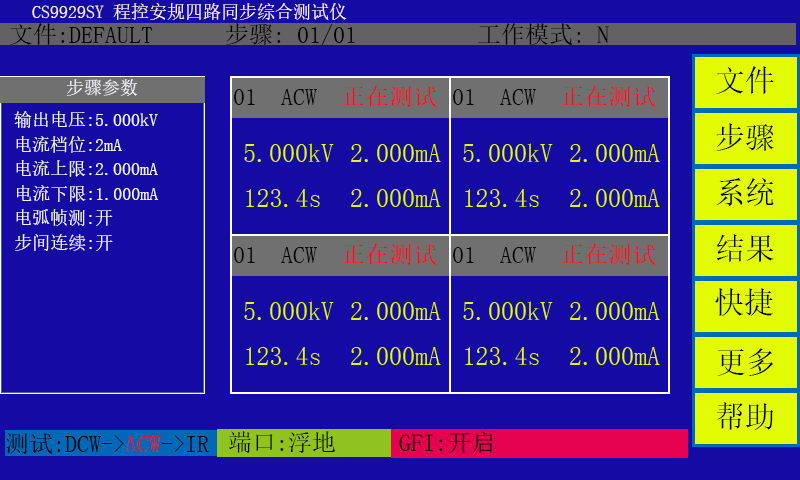 CS9929SY 程控安规四路同步综合测试仪
文件:DEFAULT 步骤: 01/01 工作模式: N
步骤参数
输出电压:5.000kV
电流档位:2mA
电流上限:2.000mA
电流下限:1.000mA
电弧帧测:开
步间连续:开
01 ACW 正在测试
5.000kV 2.000mA
123.4s 2.000mA
01 ACW 正在测试
5.000kV 2.000mA
123.4s 2.000mA
01 ACW 正在测试
5.000kV 2.000mA
123.4s 2.000mA
01 ACW 正在测试
5.000kV 2.000mA
123.4s 2.000mA
文件
步骤
系统
结果
快捷
更多
帮助
测试:DCW->ACW->IR 端口:浮地 GFI:开启